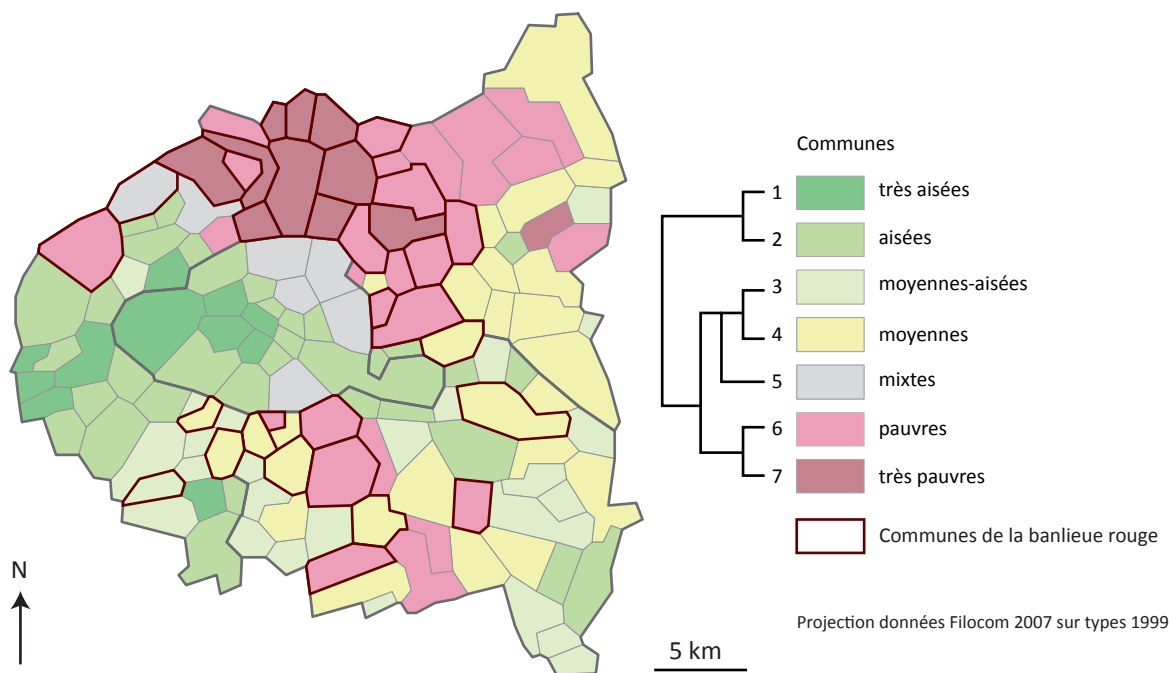 Communes
1 très aisées
2 aisées
3 moyennes-aisées
4 moyennes
5 mixtes
6 pauvres
7 très pauvres
Communes de la banlieue rouge
N
Projection données Filocom 2007 sur types 1999
5 km